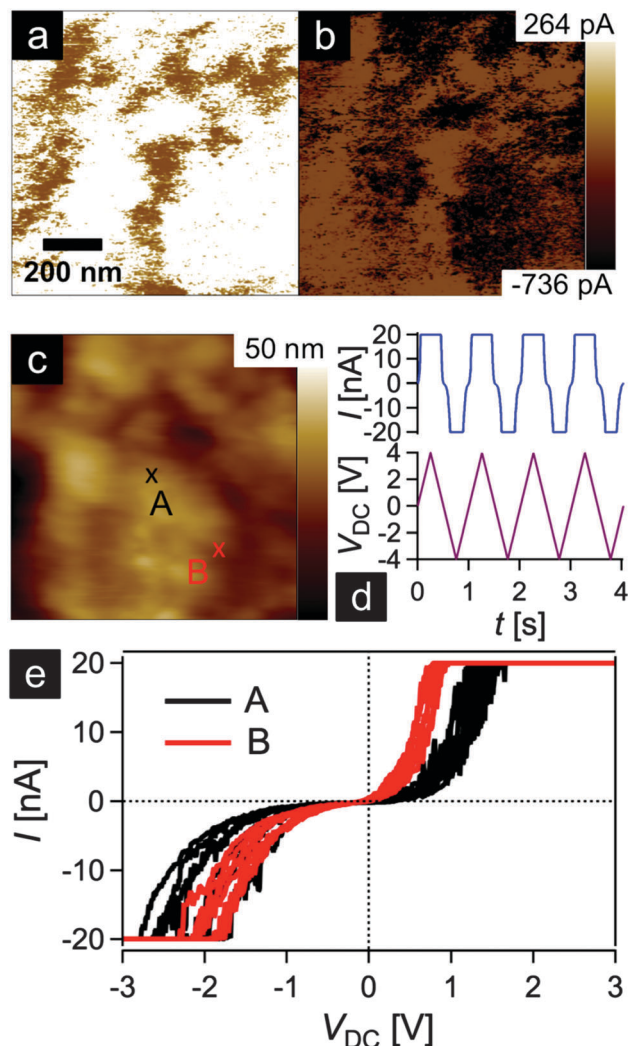 a
b
264 pA
200 nm
-736 pA
c
50 nm
A
B
d
I [nA]
20
10
0
-10
-20
V_DC [V]
4
2
0
-2
-4
0 1 2 3 4
t [s]
e
A
B
I [nA]
20
10
0
-10
-20
-3 -2 -1 0 1 2 3
V_DC [V]